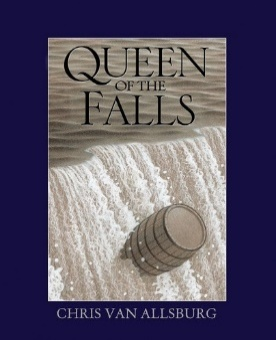 QUEEN
OF THE
FALLS
CHRIS VAN ALLSBURG